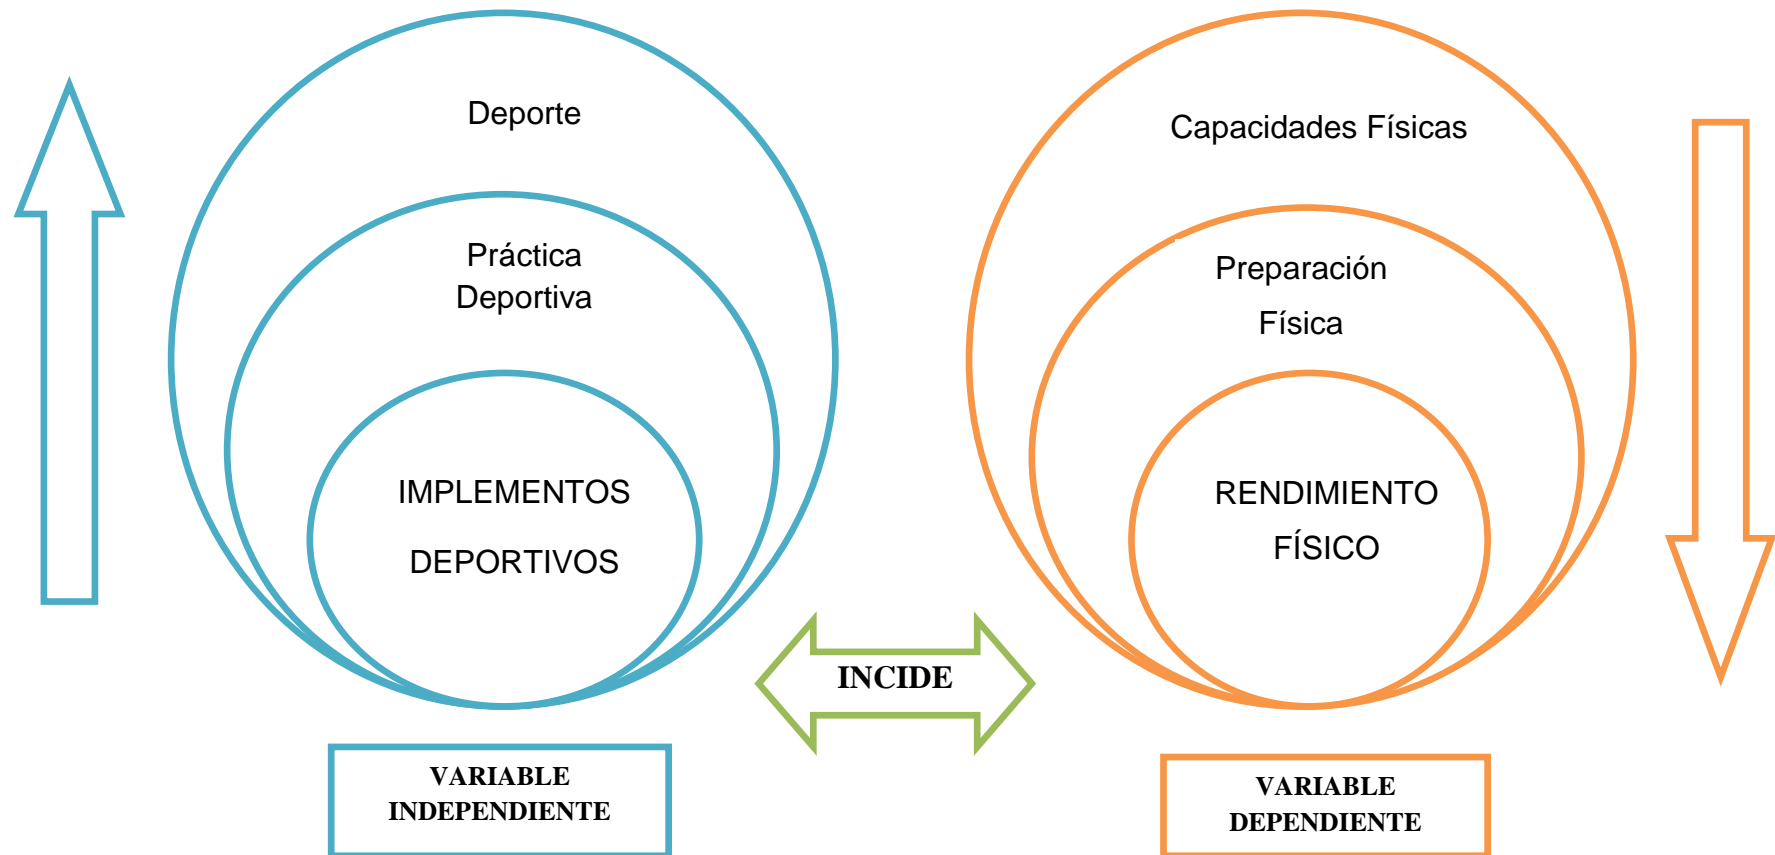 Deporte
Práctica
Deportiva
IMPLEMENTOS
DEPORTIVOS
Capacidades Físicas
Preparación
Física
RENDIMIENTO
FÍSICO
INCIDE
VARIABLE
INDEPENDIENTE
VARIABLE
DEPENDIENTE